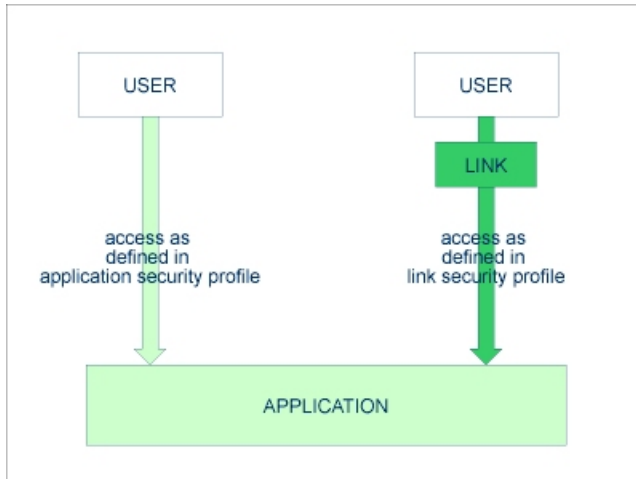 USER
USER
LINK
access as
defined in
application security profile
access as
defined in
link security profile
APPLICATION